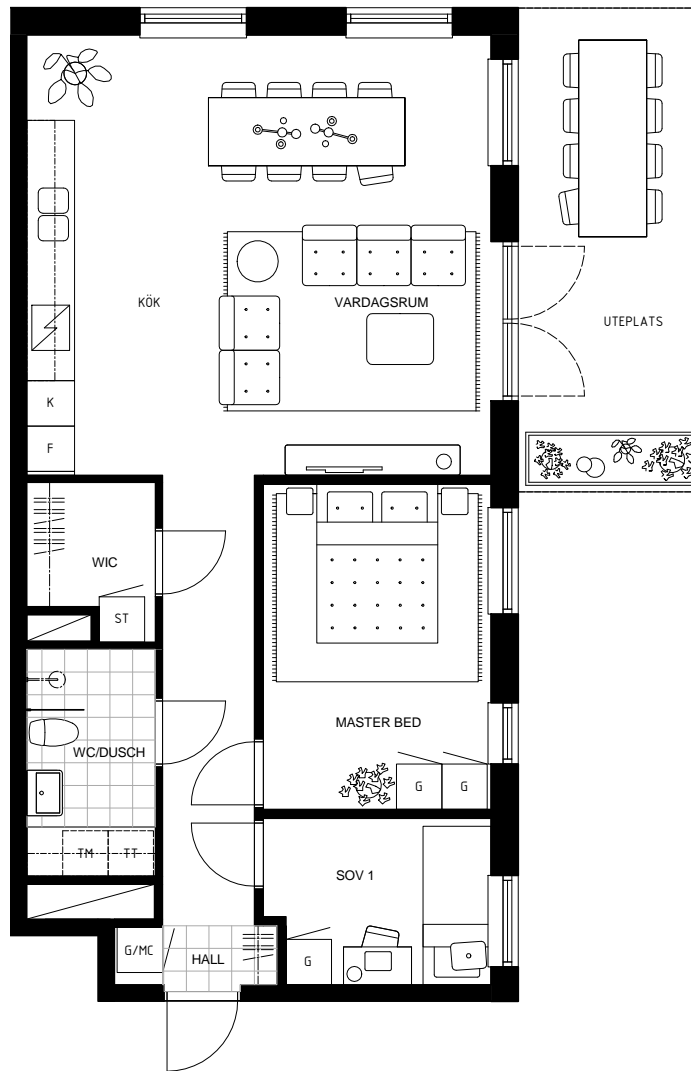 KÖK
VARDAGSRUM
UTEPLATS
K
F
WIC
ST
MASTER BED
WC/DUSCH
G
G
TM
TT
SOV 1
G/MC
HALL
G